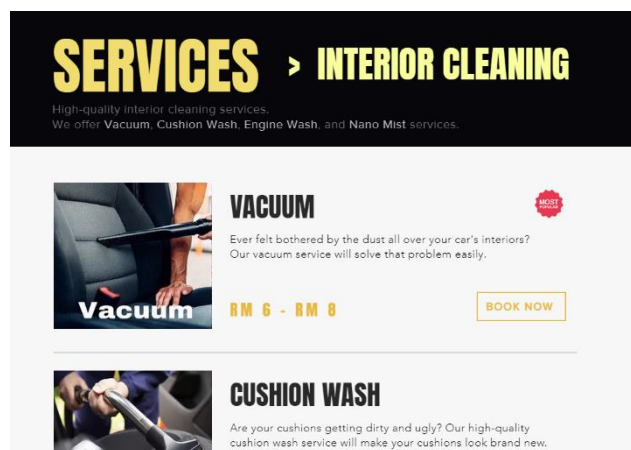 SERVICES > INTERIOR CLEANING
High-quality interior cleaning services.
We offer Vacuum, Cushion Wash, Engine Wash, and Nano Mist services.
VACUUM
MOST
POPULAR
Ever felt bothered by the dust all over your car's interiors?
Our vacuum service will solve that problem easily.
Vacuum
RM 6 - RM 8
BOOK NOW
CUSHION WASH
Are your cushions getting dirty and ugly? Our high-quality
cushion wash service will make your cushions look brand new.